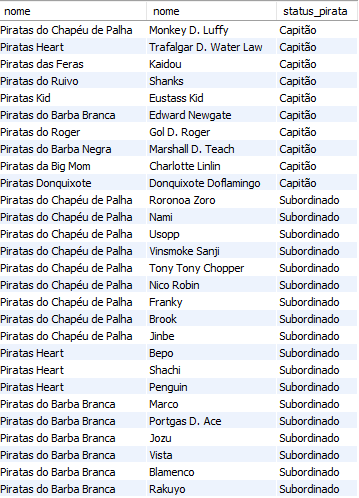 nome nome status_pirata
Piratas do Chapéu de Palha Monkey D. Luffy Capitão
Piratas Heart Trafalgar D. Water Law Capitão
Piratas das Feras Kaidou Capitão
Piratas do Ruivo Shanks Capitão
Piratas Kid Eustass Kid Capitão
Piratas do Barba Branca Edward Newgate Capitão
Piratas do Roger Gol D. Roger Capitão
Piratas do Barba Negra Marshall D. Teach Capitão
Piratas da Big Mom Charlotte Linlin Capitão
Piratas Donquixote Donquixote Doflamingo Capitão
Piratas do Chapéu de Palha Roronoa Zoro Subordinado
Piratas do Chapéu de Palha Nami Subordinado
Piratas do Chapéu de Palha Usopp Subordinado
Piratas do Chapéu de Palha Vinsmoke Sanji Subordinado
Piratas do Chapéu de Palha Tony Tony Chopper Subordinado
Piratas do Chapéu de Palha Nico Robin Subordinado
Piratas do Chapéu de Palha Franky Subordinado
Piratas do Chapéu de Palha Brook Subordinado
Piratas do Chapéu de Palha Jinbe Subordinado
Piratas Heart Bepo Subordinado
Piratas Heart Shachi Subordinado
Piratas Heart Penguin Subordinado
Piratas do Barba Branca Marco Subordinado
Piratas do Barba Branca Portgas D. Ace Subordinado
Piratas do Barba Branca Jozu Subordinado
Piratas do Barba Branca Vista Subordinado
Piratas do Barba Branca Blamenco Subordinado
Piratas do Barba Branca Rakuyo Subordinado